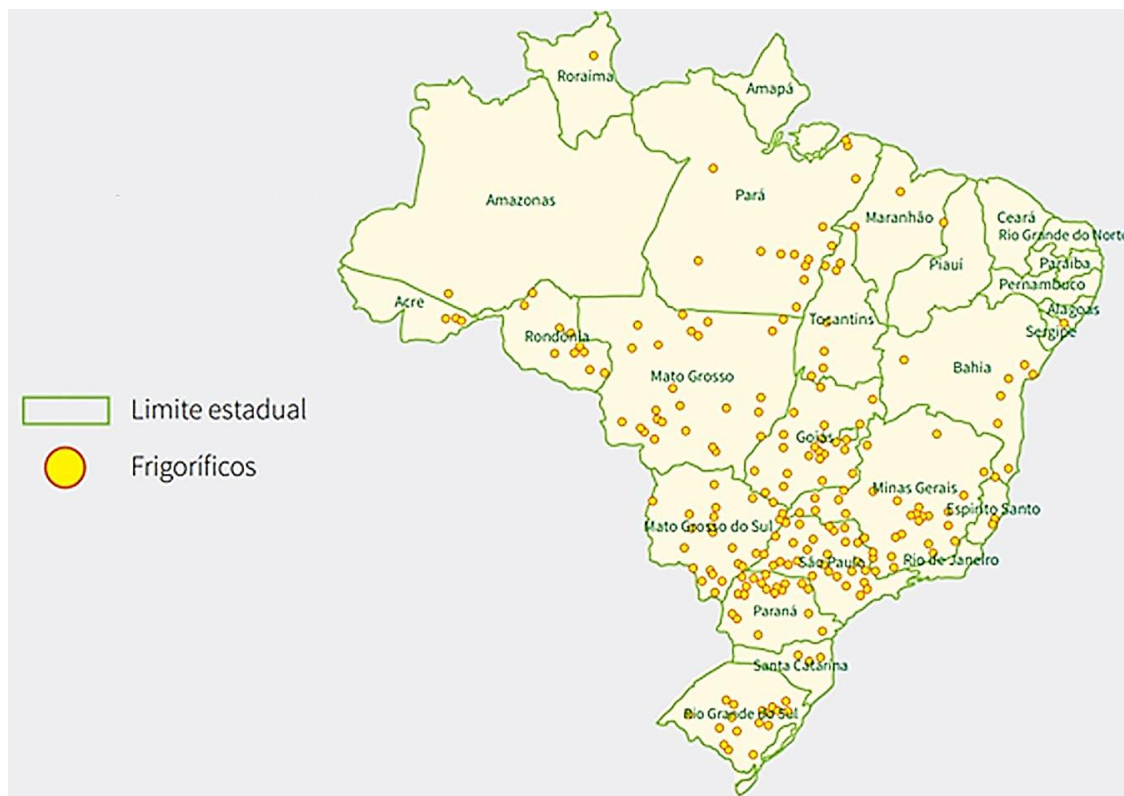 Roraima
Amapá
Amazonas
Pará
Maranhão
Ceará
Rio Grande do Norte
Piauí
Paraíba
Pernambuco
Acre
Alagoas
Tocantins
Sergipe
Rondônia
Bahia
Mato Grosso
Limite estadual
Goiás
Frigoríficos
Minas Gerais
Espírito Santo
Mato Grosso do Sul
São Paulo
Rio de Janeiro
Paraná
Santa Catarina
Rio Grande do Sul